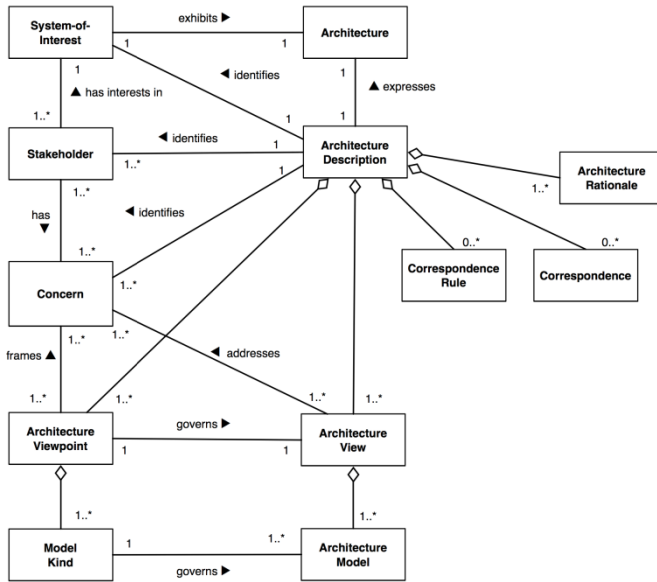 exhibits ►
System-of-
Interest
Architecture
1
1
1
1
◄ identifies
▲ has interests in
▲ expresses
1..*
1
1
Stakeholder
◄ identifies
1
1..*
Architecture
Description
1
1..*
Architecture
Rationale
1..*
has
▼
◄ identifies
1..*
1..*
0..*
0..*
Concern
Correspondence
Rule
Correspondence
1..*
1..*
frames ▲
◄ addresses
1..*
1..*
1..*
1..*
Architecture
Viewpoint
governs ►
Architecture
View
1
1
1..*
1..*
Model
Kind
1
1..*
Architecture
Model
governs ►